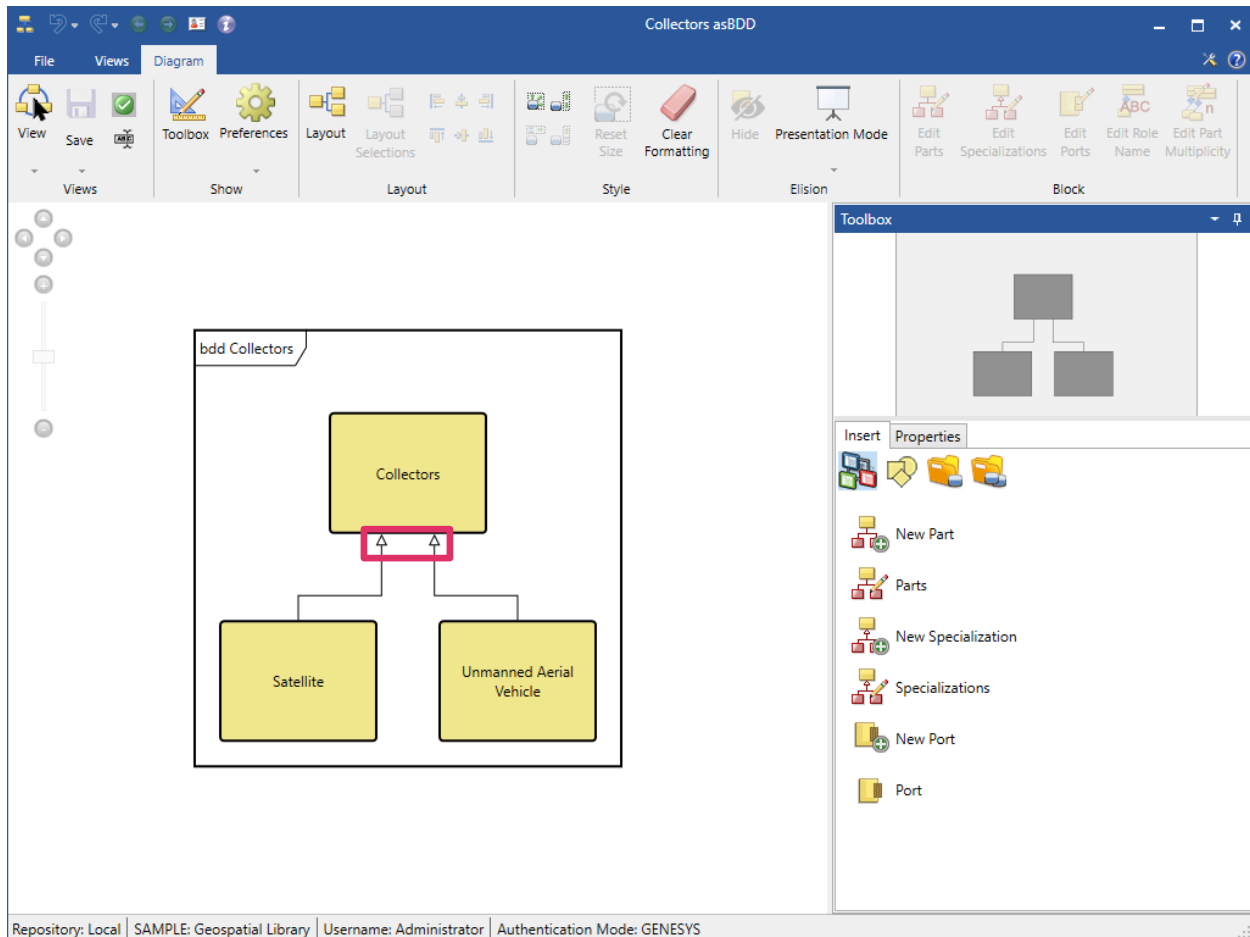 Collectors asBDD
File Views Diagram
View Save ABC Toolbox Preferences Layout Layout Selections Reset Size Clear Formatting Hide Presentation Mode Edit Parts Edit Specializations Edit Ports ABC Edit Role Name n Edit Part Multiplicity
Views Show Layout Style Elision Block
Toolbox
bdd Collectors
Collectors
Satellite
Unmanned Aerial
Vehicle
Insert Properties
New Part
Parts
New Specialization
Specializations
New Port
Port
Repository: Local SAMPLE: Geospatial Library Username: Administrator Authentication Mode: GENESYS